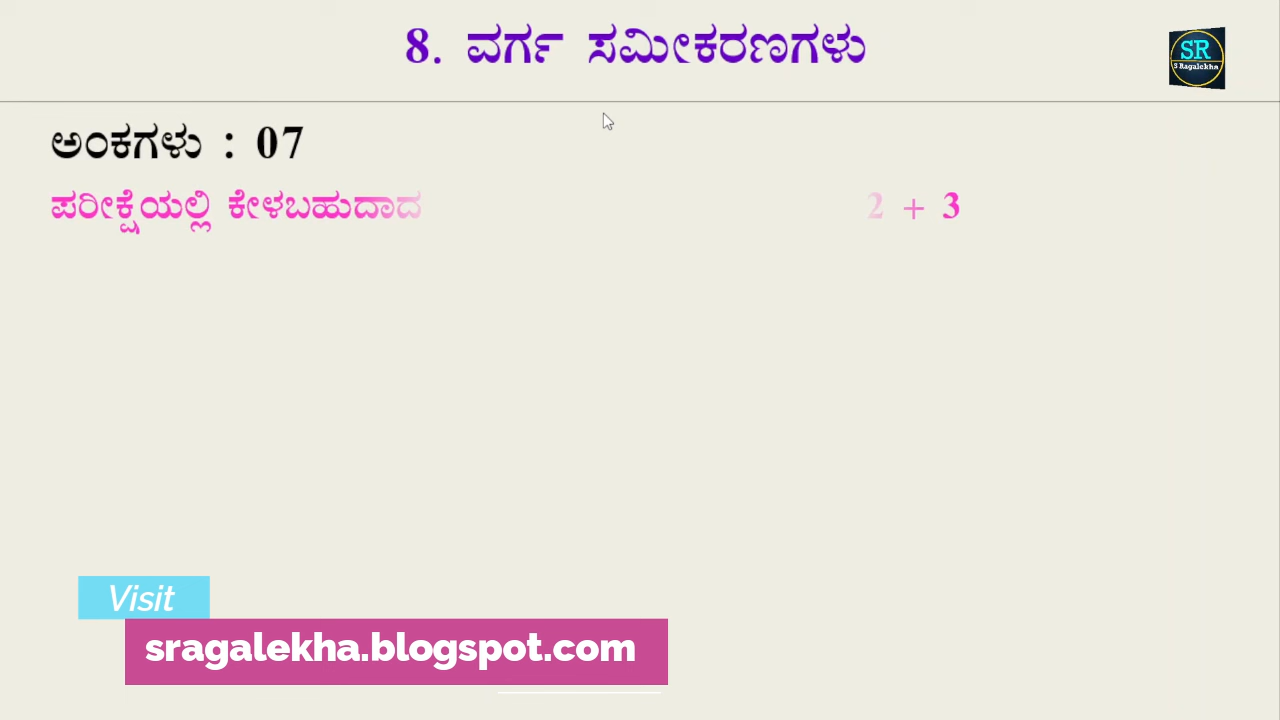 8. ವರ್ಗ ಸಮೀಕರಣಗಳು
SR
S Ragalekha
ಅಂಕಗಳು : 07
ಪರೀಕ್ಷೆಯಲ್ಲಿ ಕೇಳಬಹುದಾದ 2 + 3
Visit
sragalekha.blogspot.com